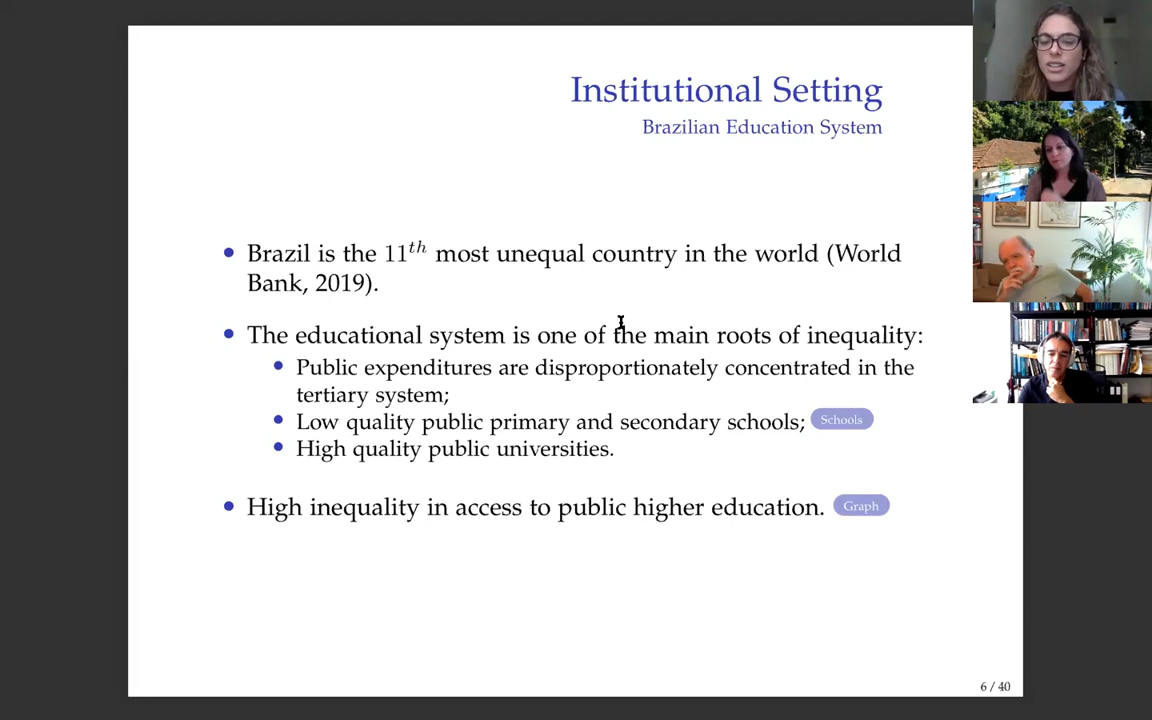 Institutional Setting
Brazilian Education System
• Brazil is the 11th most unequal country in the world (World
Bank, 2019).
• The educational system is one of the main roots of inequality:
• Public expenditures are disproportionately concentrated in the
tertiary system;
• Low quality public primary and secondary schools; Schools
• High quality public universities.
• High inequality in access to public higher education. Graph
6 / 40